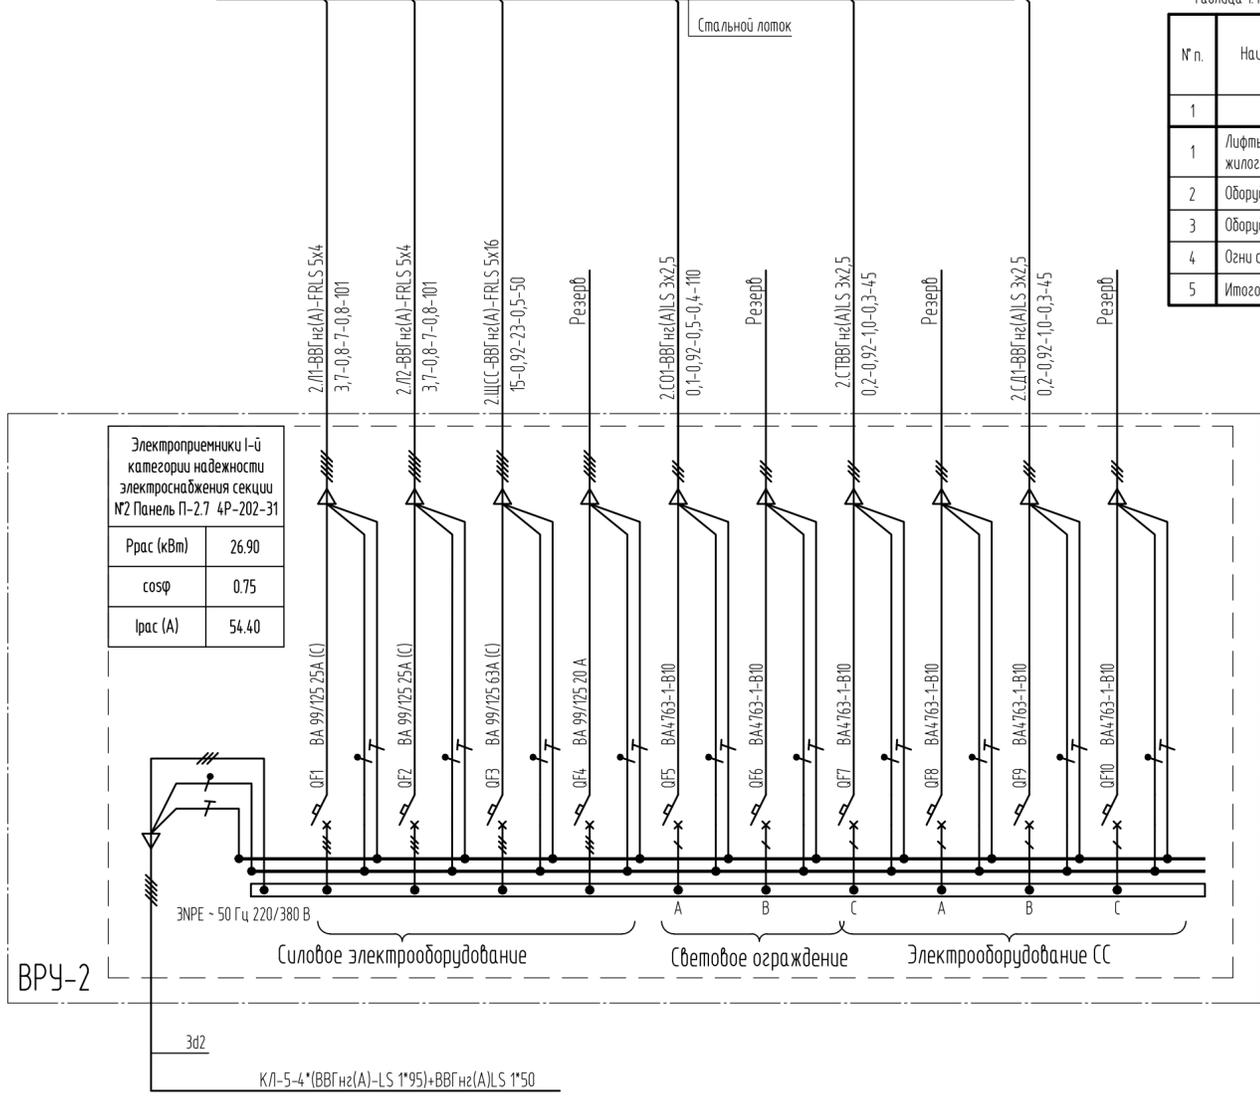 Стальной лоток
N° п.
1
1
2
3
4
5
Итого
2.Л1-ВВГнг(А)-FRLS 5х4
3,7-0,8-7-0,8-101
2.Л2-ВВГнг(А)-FRLS 5х4
3,7-0,8-7-0,8-101
2.ЩСС-ВВГнг(А)-FRLS 5х16
15-0,92-23-0,5-50
Резерв
2.СО1-ВВГнг(А)LS 3х2,5
0,1-0,92-0,5-0,4-110
Резерв
2.СТВВГнг(А)LS 3х2,5
0,2-0,92-1,0-0,3-45
Резерв
2.СД1-ВВГнг(А)LS 3х2,5
0,2-0,92-1,0-0,3-45
Резерв
Электроприемники I-й
категории надежности
электроснабжения секции
N°2 Панель П-2.7 4Р-202-31
Ррас (кВт) 26.90
cosφ 0.75
Iрас (А) 54.40
QF1 ВА 99/125 25А (С)
QF2 ВА 99/125 25А (С)
QF3 ВА 99/125 63А (С)
QF4 ВА 99/125 20 А
QF5 ВА4763-1-В10
QF6 ВА4763-1-В10
QF7 ВА4763-1-В10
QF8 ВА4763-1-В10
QF9 ВА4763-1-В10
QF10 ВА4763-1-В10
3NPE ~ 50 Гц 220/380 В
А В С А В С
Силовое электрооборудование
Световое ограждение
Электрооборудование СС
ВРУ-2
3d2
КЛ-5-4*(ВВГнг(А)-LS 1*95)+ВВГнг(А)LS 1*50